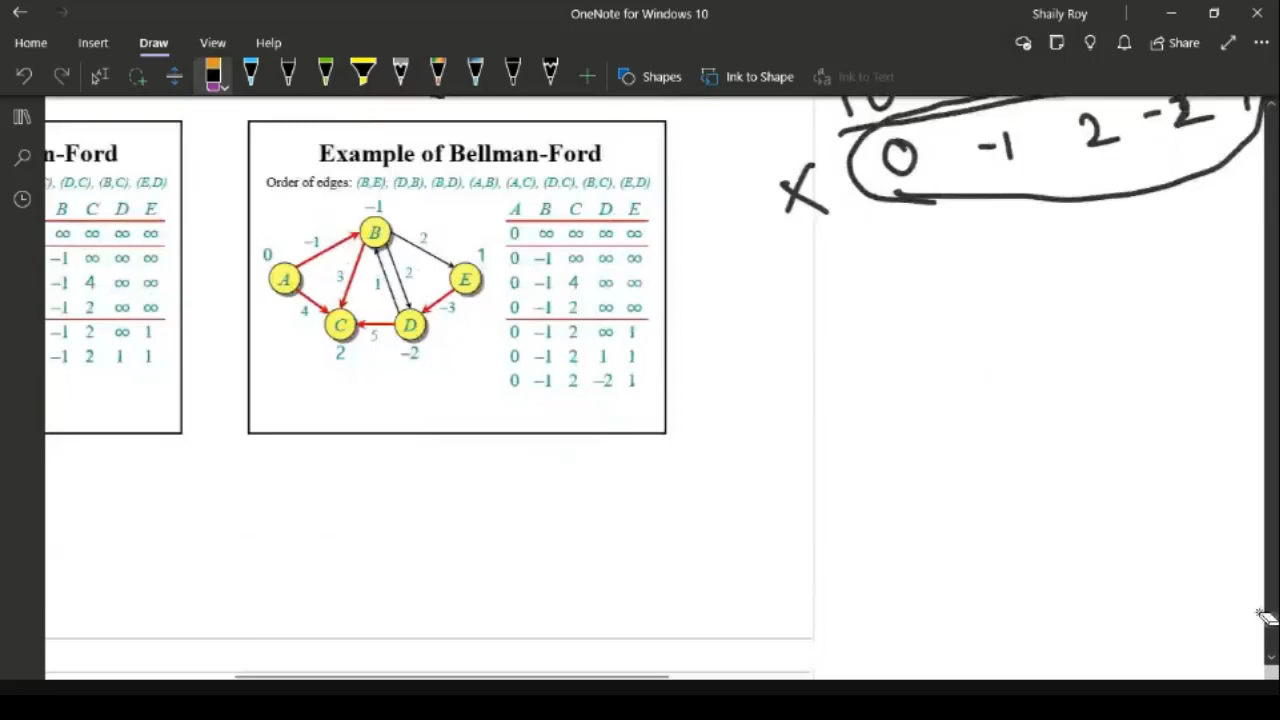 OneNote for Windows 10
Shaily Roy
Home Insert Draw View Help
Share
Shapes
Ink to Shape
Ink to Text
n-Ford
), (D,C), (B,C), (E,D)
B C D E
∞ ∞ ∞ ∞
−1 ∞ ∞ ∞
−1 4 ∞ ∞
−1 2 ∞ ∞
−1 2 ∞ 1
−1 2 1 1
Example of Bellman-Ford
Order of edges: (B,E), (D,B), (B,D), (A,B), (A,C), (D,C), (B,C), (E,D)
−1
B
0
A
−1
2
1
E
3
1
2
4
−3
C
5
D
2
−2
A B C D E
0 ∞ ∞ ∞ ∞
0 −1 ∞ ∞ ∞
0 −1 4 ∞ ∞
0 −1 2 ∞ ∞
0 −1 2 ∞ 1
0 −1 2 1 1
0 −1 2 −2 1
X 0 -1 2 -2